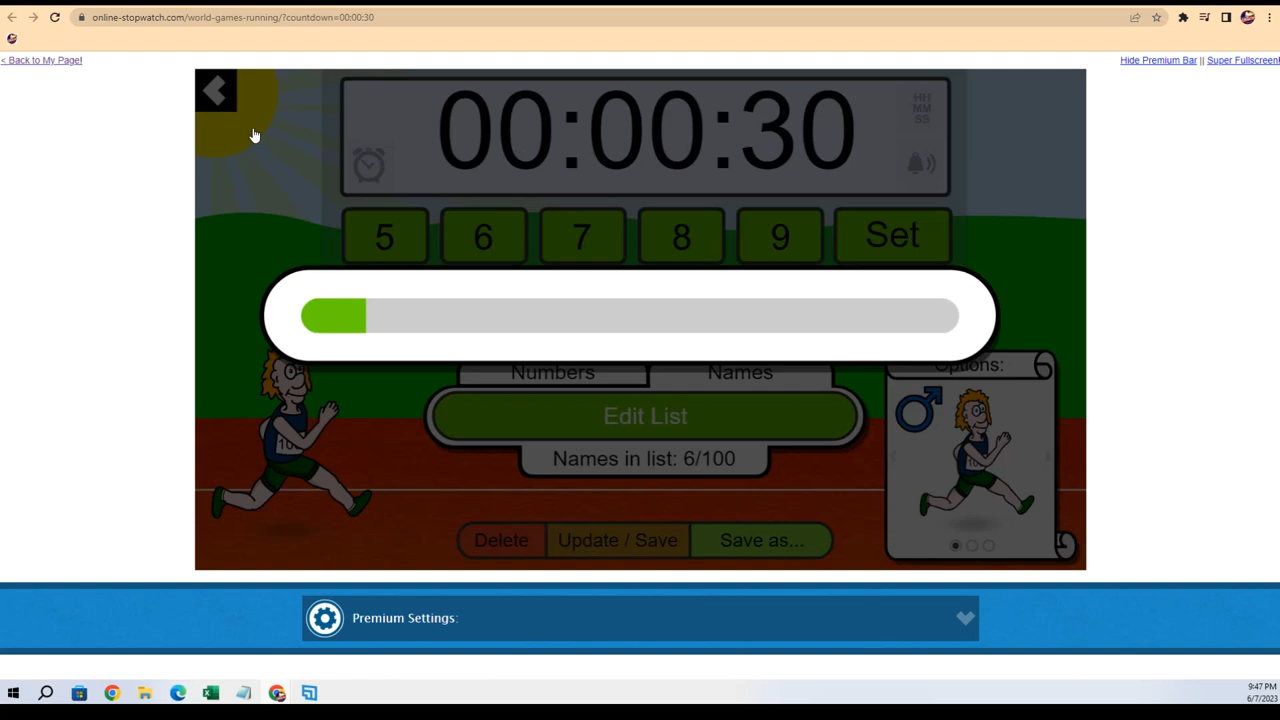 online-stopwatch.com/world-games-running/?countdown=00:00:30
< Back to My Page!
Hide Premium Bar || Super Fullscreen!
00:00:30
HH
MM
SS
5 6 7 8 9 Set
Numbers Names
Options:
Edit List
Names in list: 6/100
Delete Update / Save Save as...
Premium Settings:
9:47 PM
6/7/2023